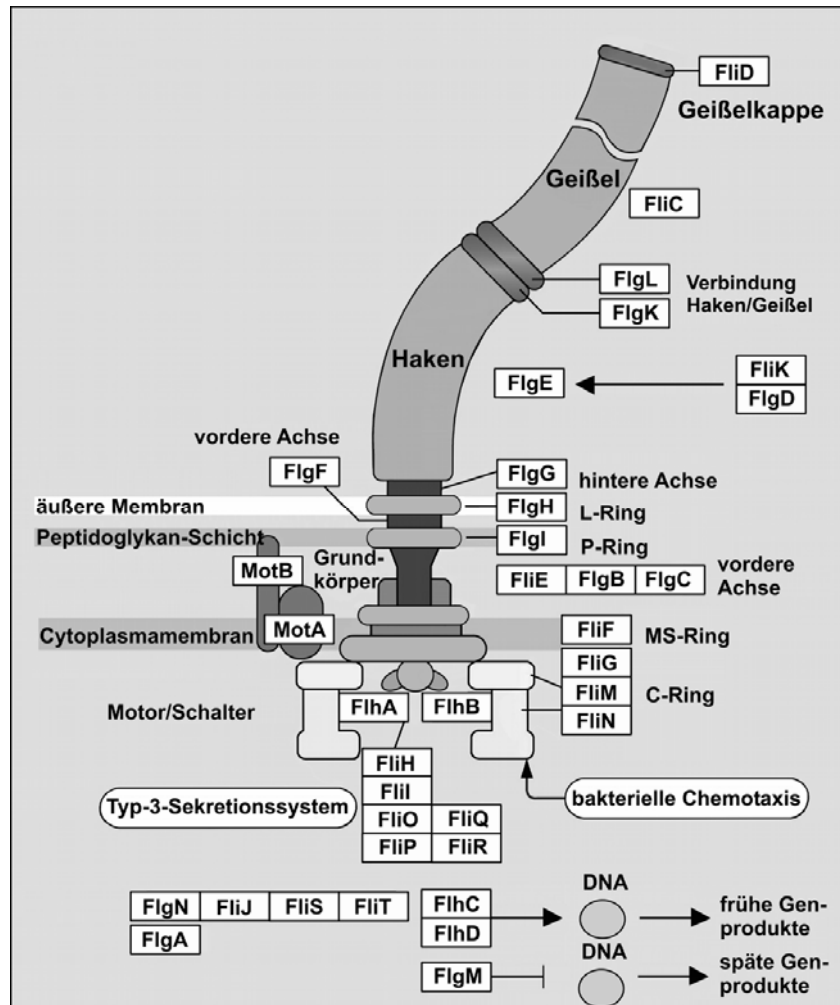 FliD
Geißelkappe
Geißel
FliC
FlgL
Verbindung
Haken/Geißel
FlgK
Haken
FlgE
FliK
FlgD
vordere Achse
FlgF
FlgG
hintere Achse
äußere Membran
FlgH
L-Ring
Peptidoglykan-Schicht
FlgI
P-Ring
MotB
Grund-
körper
FliE
FlgB
FlgC
vordere
Achse
Cytoplasmamembran
MotA
FliF
MS-Ring
FliG
FliM
C-Ring
FliN
Motor/Schalter
FlhA
FlhB
FliH
FliI
Typ-3-Sekretionssystem
FliO
FliQ
FliP
FliR
bakterielle Chemotaxis
FlgN
FliJ
FliS
FliT
FlgA
FlhC
FlhD
DNA
frühe Gen-
produkte
FlgM
DNA
späte Gen-
produkte